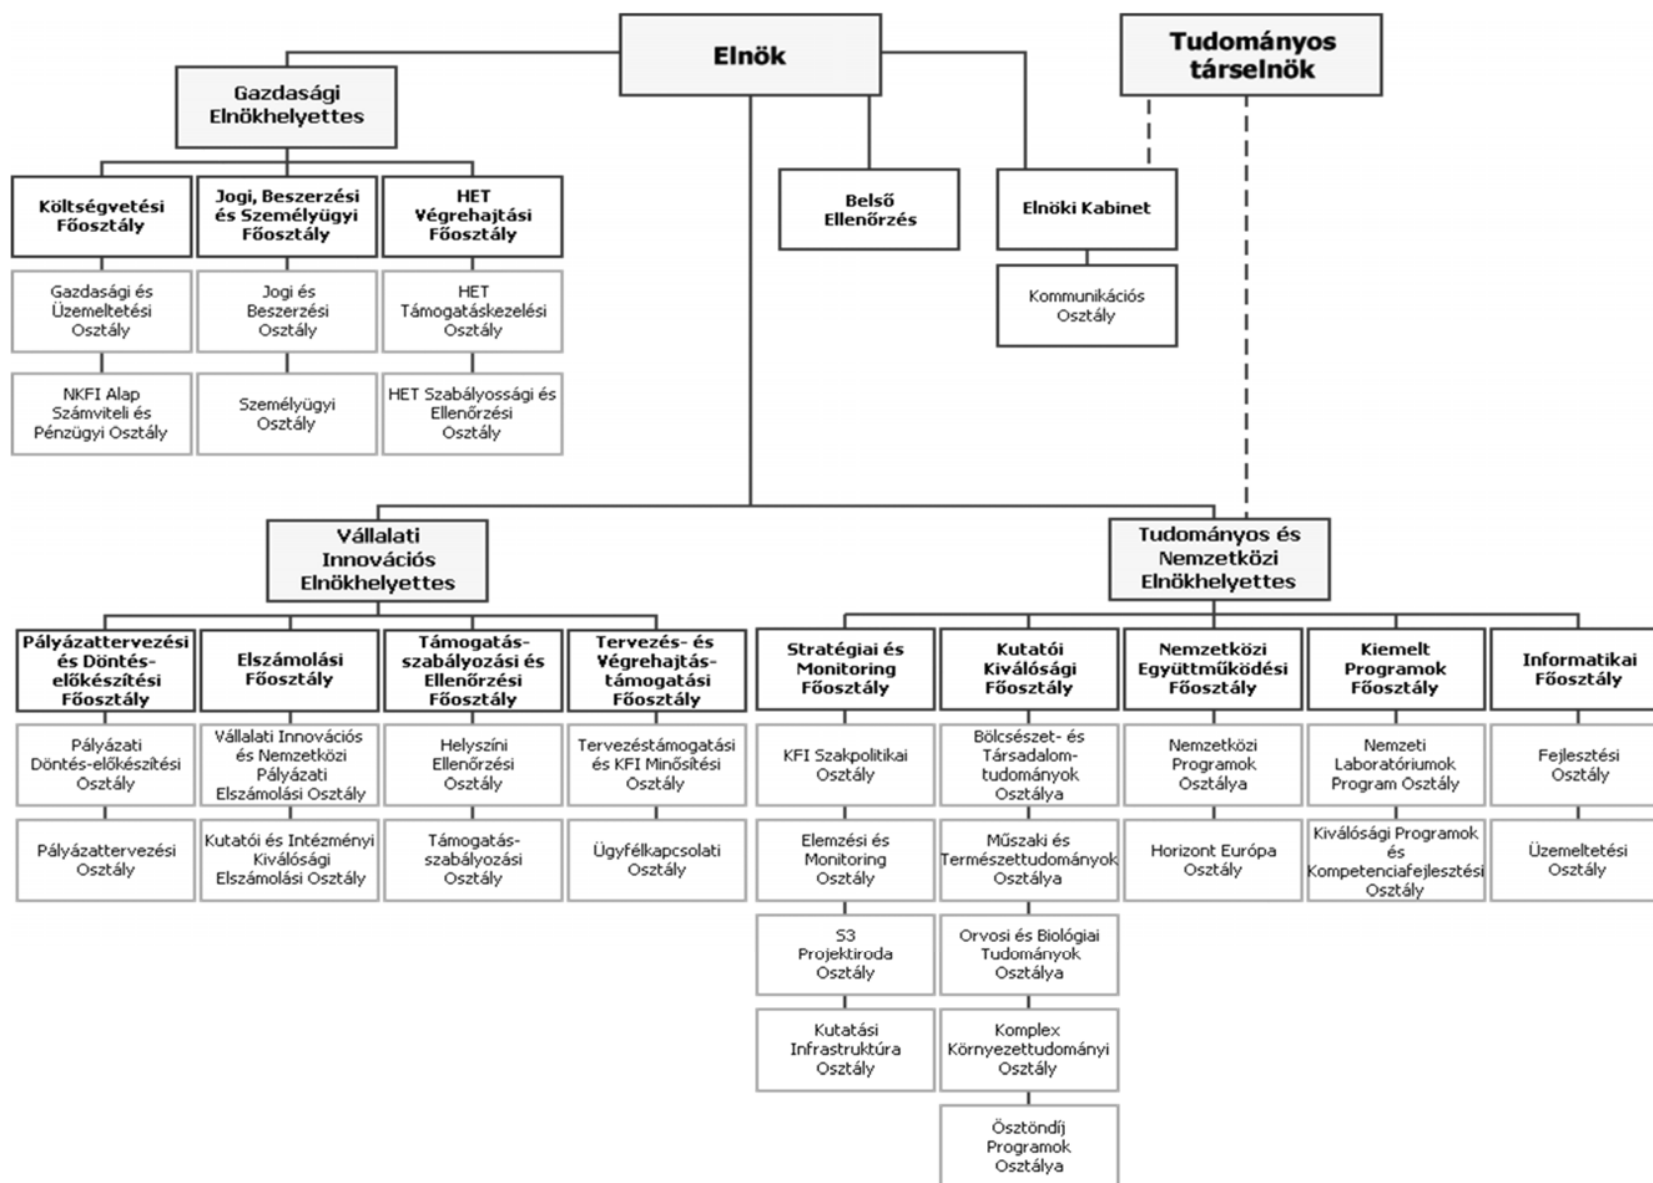 Elnök
Tudományos
társelnök
Gazdasági
Elnökhelyettes
Költségvetési
Főosztály
Jogi, Beszerzési
és Személyügyi
Főosztály
HET
Végrehajtási
Főosztály
Belső
Ellenőrzés
Elnöki Kabinet
Gazdasági és
Üzemeltetési
Osztály
Jogi és
Beszerzési
Osztály
HET
Támogatáskezelési
Osztály
Kommunikációs
Osztály
NKFI Alap
Számviteli és
Pénzügyi Osztály
Személyügyi
Osztály
HET Szabályossági és
Ellenőrzési
Osztály
Vállalati
Innovációs
Elnökhelyettes
Tudományos és
Nemzetközi
Elnökhelyettes
Pályázattervezési
és Döntés-
előkészítési
Főosztály
Elszámolási
Főosztály
Támogatás-
szabályozási és
Ellenőrzési
Főosztály
Tervezés- és
Végrehajtás-
támogatási
Főosztály
Stratégiai és
Monitoring
Főosztály
Kutatói
Kiválósági
Főosztály
Nemzetközi
Együttműködési
Főosztály
Kiemelt
Programok
Főosztály
Informatikai
Főosztály
Pályázati
Döntés-előkészítési
Osztály
Vállalati Innovációs
és Nemzetközi
Pályázati
Elszámolási Osztály
Helyszíni
Ellenőrzési
Osztály
Tervezéstámogatási
és KFI Minősítési
Osztály
KFI Szakpolitikai
Osztály
Bölcsészet- és
Társadalom-
tudományok
Osztálya
Nemzetközi
Programok
Osztálya
Nemzeti
Laboratóriumok
Program Osztály
Fejlesztési
Osztály
Pályázattervezési
Osztály
Kutatói és Intézményi
Kiválósági
Elszámolási Osztály
Támogatás-
szabályozási
Osztály
Ügyfélkapcsolati
Osztály
Elemzési és
Monitoring
Osztály
Műszaki és
Természettudományok
Osztálya
Horizont Európa
Osztály
Kiválósági Programok
és
Kompetenciafejlesztési
Osztály
Üzemeltetési
Osztály
S3
Projektiroda
Osztály
Orvosi és Biológiai
Tudományok
Osztálya
Kutatási
Infrastruktúra
Osztály
Komplex
Környezettudományi
Osztály
Ösztöndíj
Programok
Osztálya